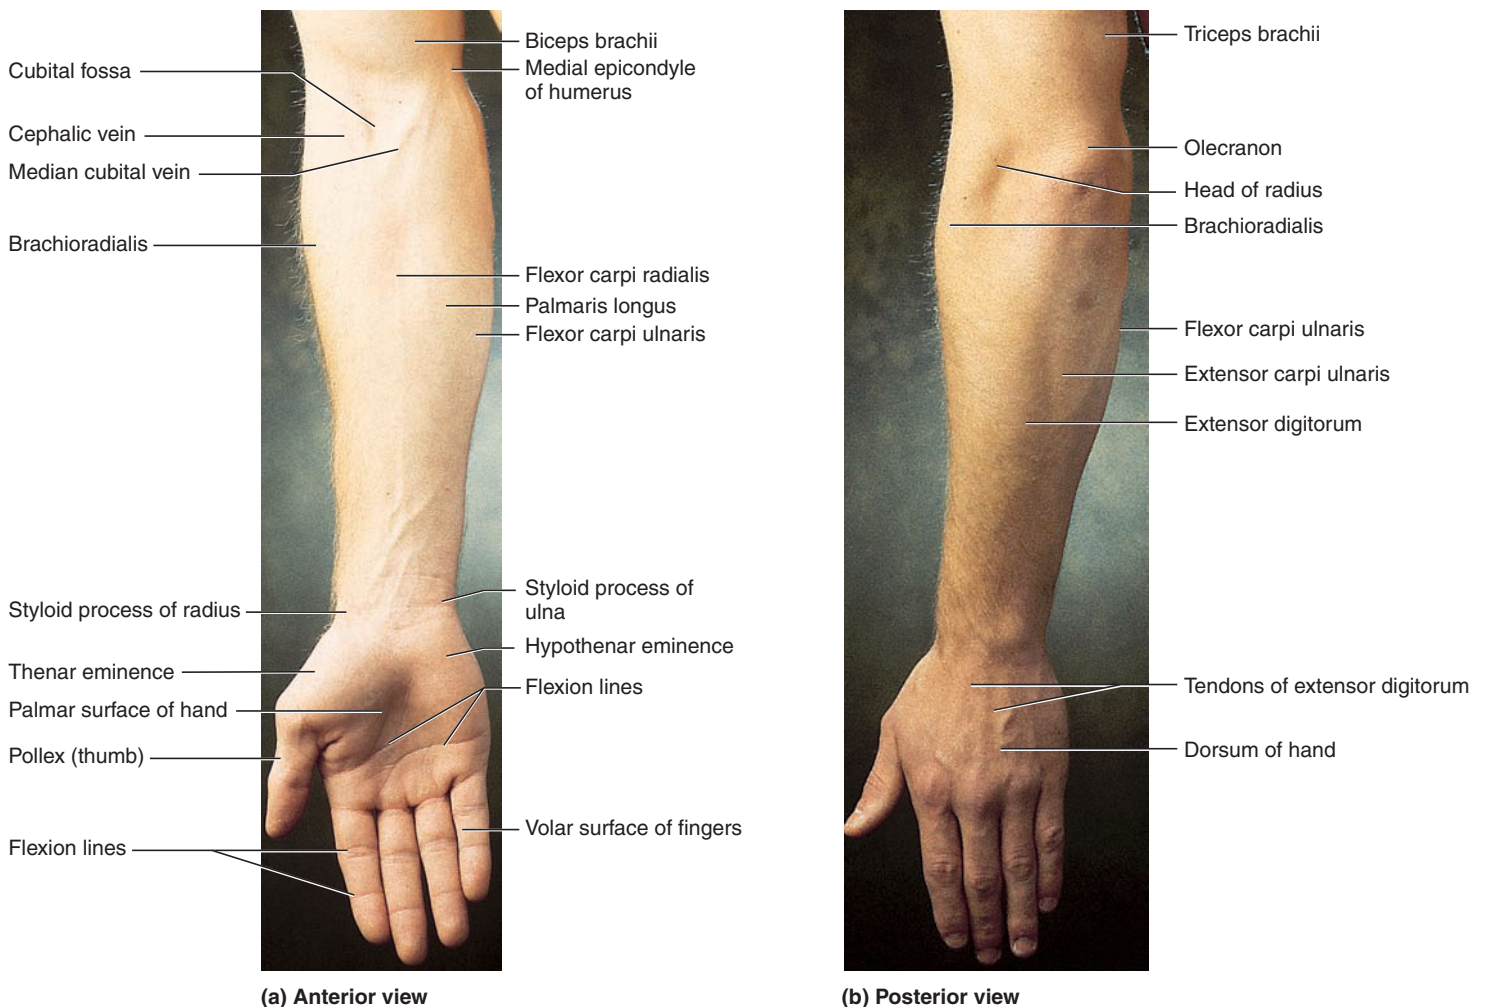 Cubital fossa
Cephalic vein
Median cubital vein
Brachioradialis
Styloid process of radius
Thenar eminence
Palmar surface of hand
Pollex (thumb)
Flexion lines
Biceps brachii
Medial epicondyle
of humerus
Flexor carpi radialis
Palmaris longus
Flexor carpi ulnaris
Styloid process of
ulna
Hypothenar eminence
Flexion lines
Volar surface of fingers
(a) Anterior view
Triceps brachii
Olecranon
Head of radius
Brachioradialis
Flexor carpi ulnaris
Extensor carpi ulnaris
Extensor digitorum
Tendons of extensor digitorum
Dorsum of hand
(b) Posterior view